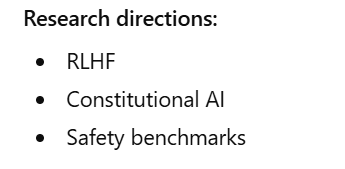 Research directions:
• RLHF
• Constitutional AI
• Safety benchmarks